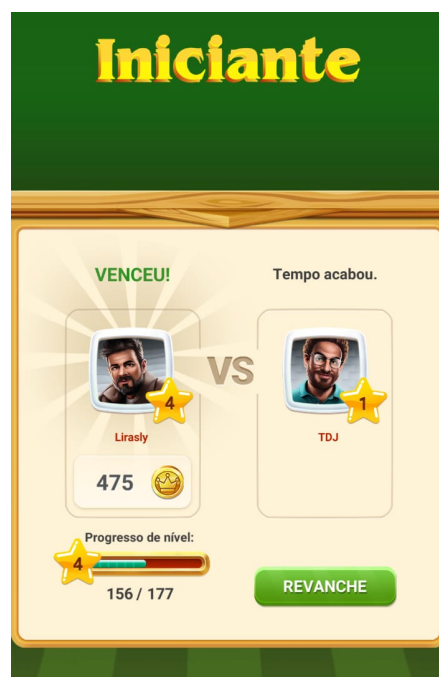 Iniciante
VENCEU!
Tempo acabou.
VS
4
1
Lirasly
TDJ
475
Progresso de nível:
4
156 / 177
REVANCHE